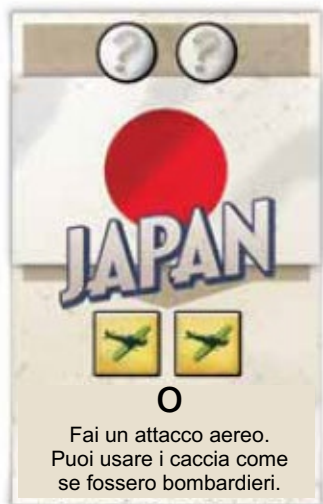 ?
?
JAPAN
O
Fai un attacco aereo.
Puoi usare i caccia come
se fossero bombardieri.